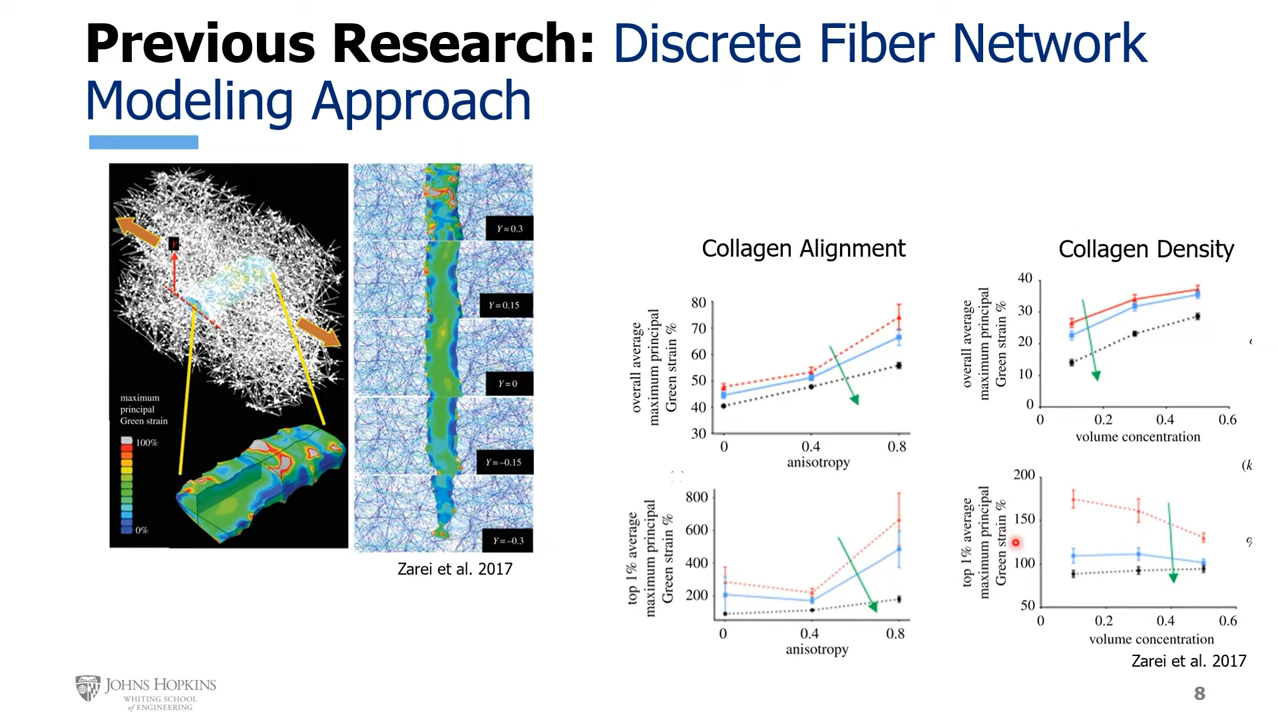 Previous Research: Discrete Fiber Network
Modeling Approach
Y
maximum
principal
Green strain
100%
0%
Y = 0.3
Y = 0.15
Y = 0
Y = –0.15
Y = –0.3
Zarei et al. 2017
Collagen Alignment
overall average
maximum principal
Green strain %
80
70
60
50
40
30
0
0.4
0.8
anisotropy
top 1% average
maximum principal
Green strain %
800
600
400
200
0
0.4
0.8
anisotropy
Collagen Density
overall average
maximum principal
Green strain %
40
30
20
10
0
0
0.2
0.4
0.6
volume concentration
top 1% average
maximum principal
Green strain %
200
150
100
50
0
0.2
0.4
0.6
volume concentration
(k
Zarei et al. 2017
JOHNS HOPKINS
WHITING SCHOOL
of ENGINEERING
8